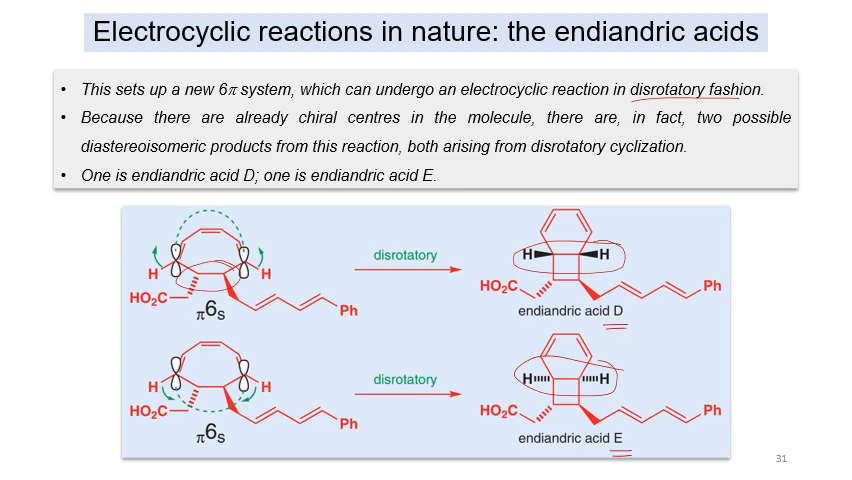 Electrocyclic reactions in nature: the endiandric acids
• This sets up a new 6π system, which can undergo an electrocyclic reaction in disrotatory fashion.
• Because there are already chiral centres in the molecule, there are, in fact, two possible
diastereoisomeric products from this reaction, both arising from disrotatory cyclization.
• One is endiandric acid D; one is endiandric acid E.
disrotatory
H H
H H
HO₂C
Ph
π6s
HO₂C
Ph
endiandric acid D
disrotatory
H H
H H
HO₂C
Ph
π6s
HO₂C
Ph
endiandric acid E
31